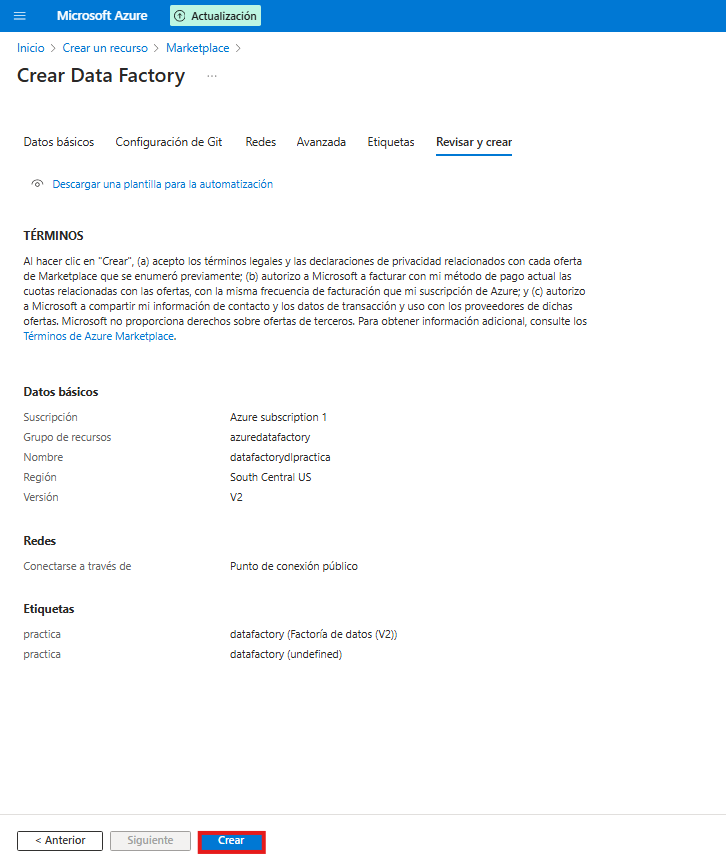 Microsoft Azure Actualización
Inicio > Crear un recurso > Marketplace >
Crear Data Factory ...
Datos básicos Configuración de Git Redes Avanzada Etiquetas Revisar y crear
Descargar una plantilla para la automatización
TÉRMINOS
Al hacer clic en "Crear", (a) acepto los términos legales y las declaraciones de privacidad relacionados con cada oferta
de Marketplace que se enumeró previamente; (b) autorizo a Microsoft a facturar con mi método de pago actual las
cuotas relacionadas con las ofertas, con la misma frecuencia de facturación que mi suscripción de Azure; y (c) autorizo
a Microsoft a compartir mi información de contacto y los datos de transacción y uso con los proveedores de dichas
ofertas. Microsoft no proporciona derechos sobre ofertas de terceros. Para obtener información adicional, consulte los
Términos de Azure Marketplace.
Datos básicos
Suscripción Azure subscription 1
Grupo de recursos azuredatafactory
Nombre datafactorydlpractica
Región South Central US
Versión V2
Redes
Conectarse a través de Punto de conexión público
Etiquetas
practica datafactory (Factoría de datos (V2))
practica datafactory (undefined)
< Anterior Siguiente Crear